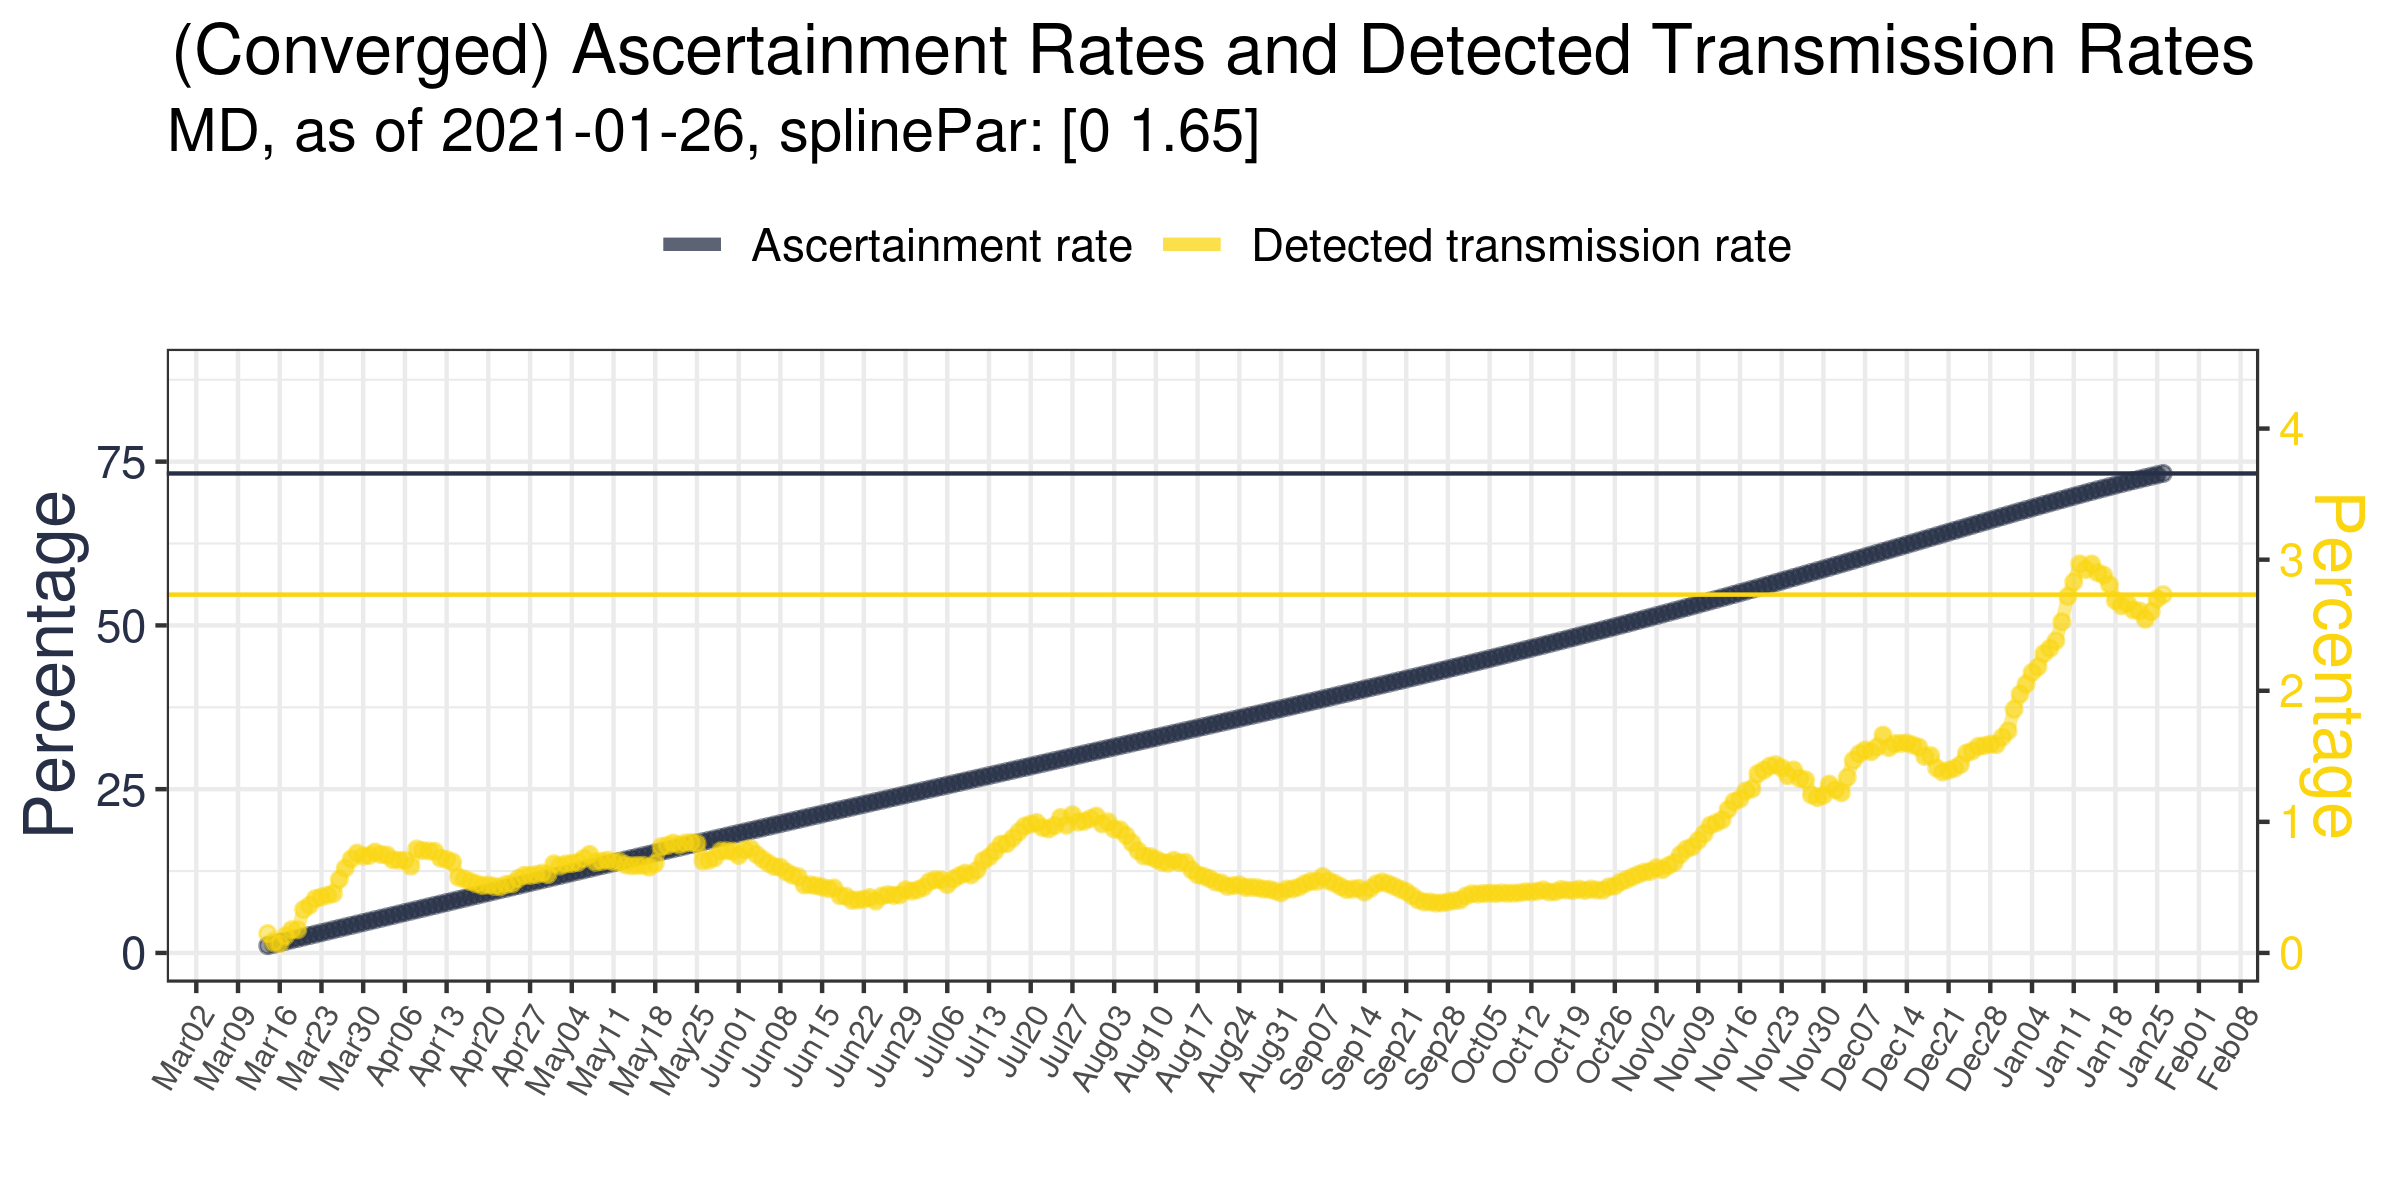 (Converged) Ascertainment Rates and Detected Transmission Rates
MD, as of 2021-01-26, splinePar: [0 1.65]
Ascertainment rate
Detected transmission rate
Percentage
75
50
25
0
4
3
2
1
0
Percentage
Mar02
Mar09
Mar16
Mar23
Mar30
Apr06
Apr13
Apr20
Apr27
May04
May11
May18
May25
Jun01
Jun08
Jun15
Jun22
Jun29
Jul06
Jul13
Jul20
Jul27
Aug03
Aug10
Aug17
Aug24
Aug31
Sep07
Sep14
Sep21
Sep28
Oct05
Oct12
Oct19
Oct26
Nov02
Nov09
Nov16
Nov23
Nov30
Dec07
Dec14
Dec21
Dec28
Jan04
Jan11
Jan18
Jan25
Feb01
Feb08